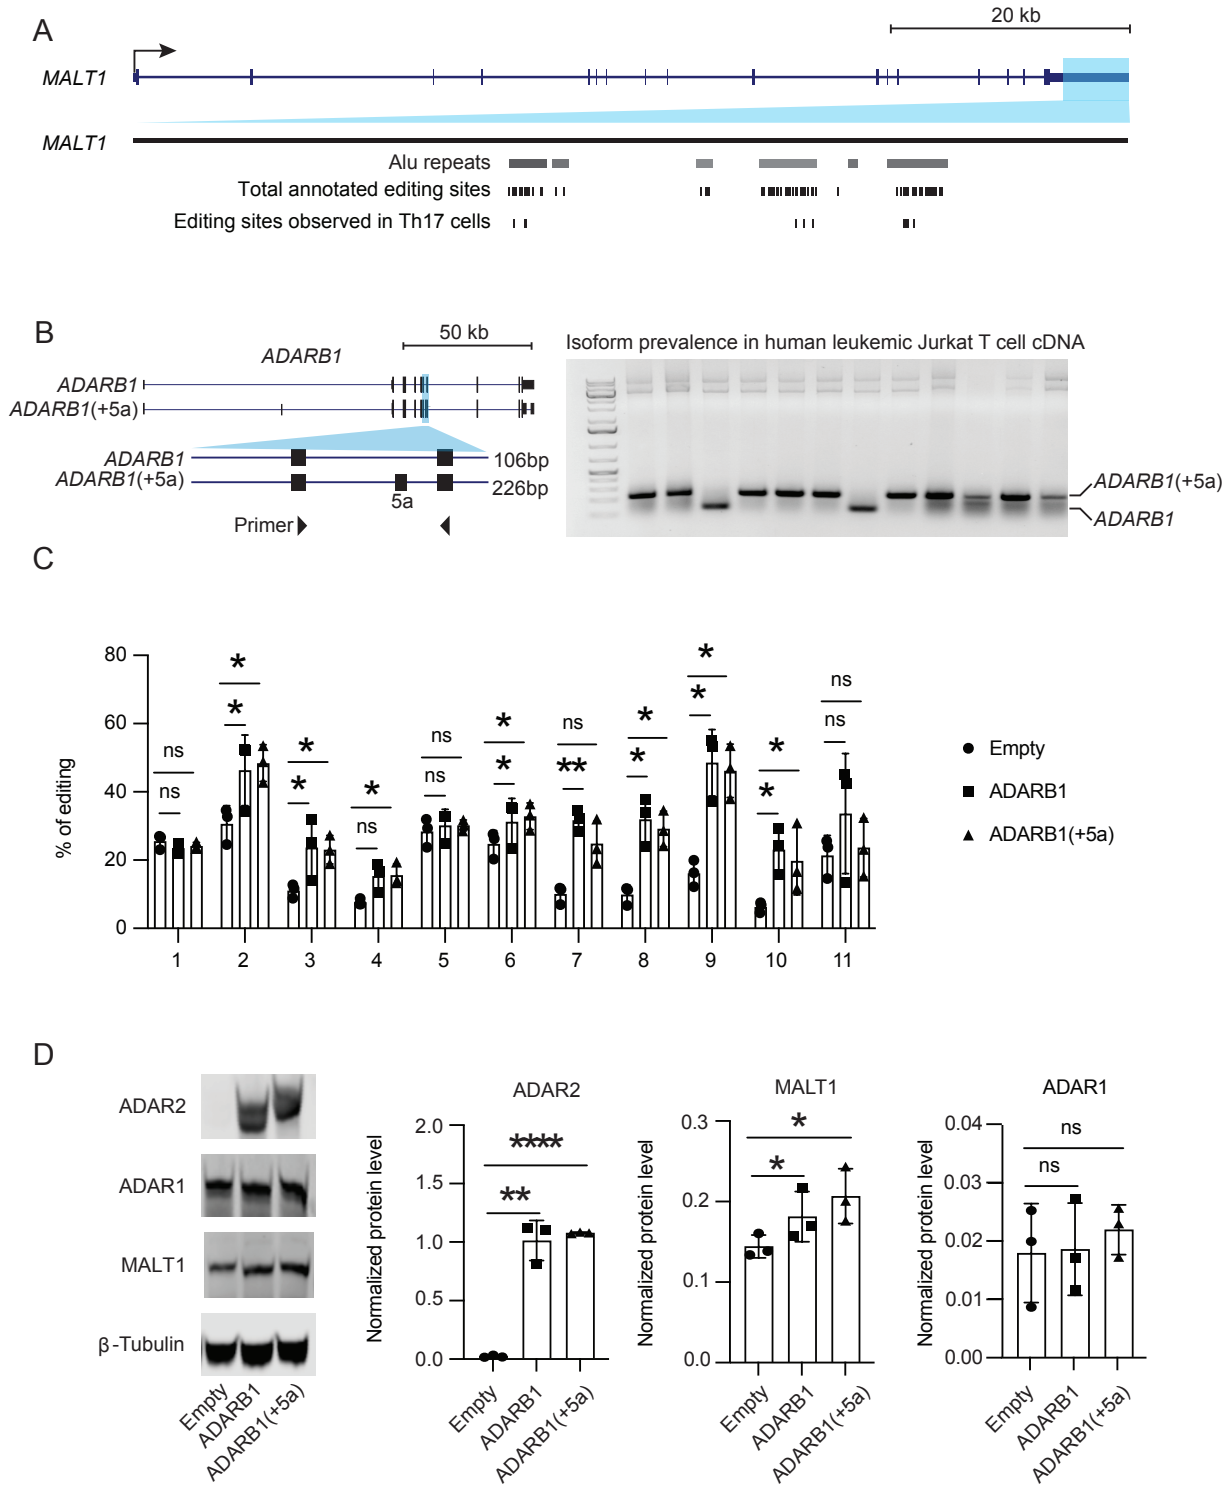 A
20 kb
MALT1
MALT1
Alu repeats
Total annotated editing sites
Editing sites observed in Th17 cells
B
50 kb
ADARB1
ADARB1
ADARB1(+5a)
ADARB1
106bp
ADARB1(+5a)
226bp
5a
Primer
Isoform prevalence in human leukemic Jurkat T cell cDNA
ADARB1(+5a)
ADARB1
C
% of editing
80
60
40
20
0
ns
ns
*
*
*
*
*
ns
ns
ns
*
*
ns
**
*
*
*
*
*
*
ns
ns
1 2 3 4 5 6 7 8 9 10 11
Empty
ADARB1
ADARB1(+5a)
D
ADAR2
ADAR1
MALT1
β-Tubulin
Empty
ADARB1
ADARB1(+5a)
ADAR2
Normalized protein level
2.0
1.5
1.0
0.5
0.0
****
**
Empty
ADARB1
ADARB1(+5a)
MALT1
Normalized protein level
0.3
0.2
0.1
0.0
*
*
Empty
ADARB1
ADARB1(+5a)
ADAR1
Normalized protein level
0.04
0.03
0.02
0.01
0.00
ns
ns
Empty
ADARB1
ADARB1(+5a)